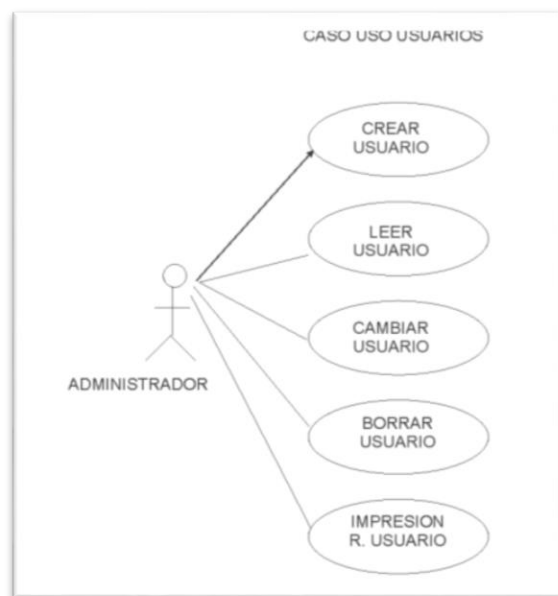 CASO USO USUARIOS
CREAR
USUARIO
LEER
USUARIO
CAMBIAR
USUARIO
ADMINISTRADOR
BORRAR
USUARIO
IMPRESION
R. USUARIO